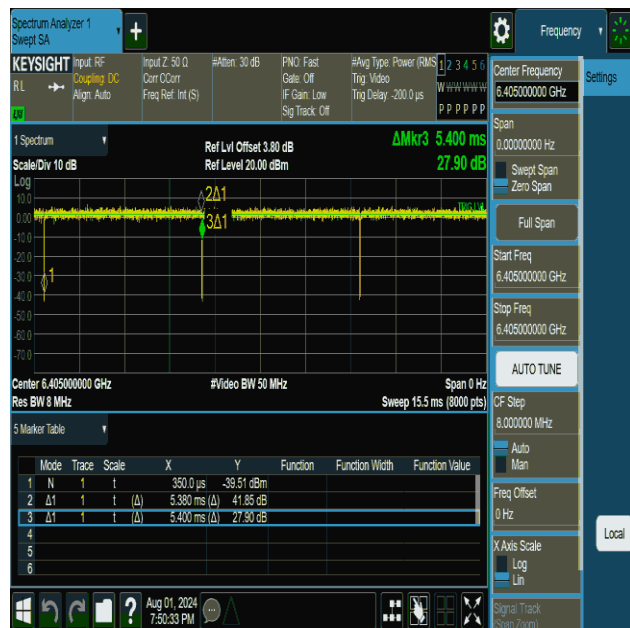 Spectrum Analyzer 1
Swept SA
+
Frequency
KEYSIGHT
Input: RF
Coupling: DC
Align: Auto
Input Z: 50 Ω
Corr CCorr
Freq Ref: Int (S)
#Atten: 30 dB
PNO: Fast
Gate: Off
IF Gain: Low
Sig Track: Off
#Avg Type: Power (RMS
Trig: Video
Trig Delay: -200.0 µs
1 2 3 4 5 6
W W W W W W
P P P P P P
R L
LXI
Center Frequency
6.405000000 GHz
Settings
Span
0.00000000 Hz
Swept Span
Zero Span
Full Span
Start Freq
6.405000000 GHz
Stop Freq
6.405000000 GHz
AUTO TUNE
CF Step
8.000000 MHz
Auto
Man
Freq Offset
0 Hz
X Axis Scale
Log
Lin
Signal Track
(Span Zoom)
Local
1 Spectrum
Scale/Div 10 dB
Ref Lvl Offset 3.80 dB
Ref Level 20.00 dBm
ΔMkr3 5.400 ms
27.90 dB
Log
10.0
0.00
-10.0
-20.0
-30.0
-40.0
-50.0
-60.0
-70.0
2Δ1
3Δ1
1
TRIG LVL
Center 6.405000000 GHz
Res BW 8 MHz
#Video BW 50 MHz
Span 0 Hz
Sweep 15.5 ms (8000 pts)
5 Marker Table
Mode Trace Scale X Y Function Function Width Function Value
1 N 1 t 350.0 µs -39.51 dBm
2 Δ1 1 t (Δ) 5.380 ms (Δ) 41.85 dB
3 Δ1 1 t (Δ) 5.400 ms (Δ) 27.90 dB
4
5
6
?
Aug 01, 2024
7:50:33 PM